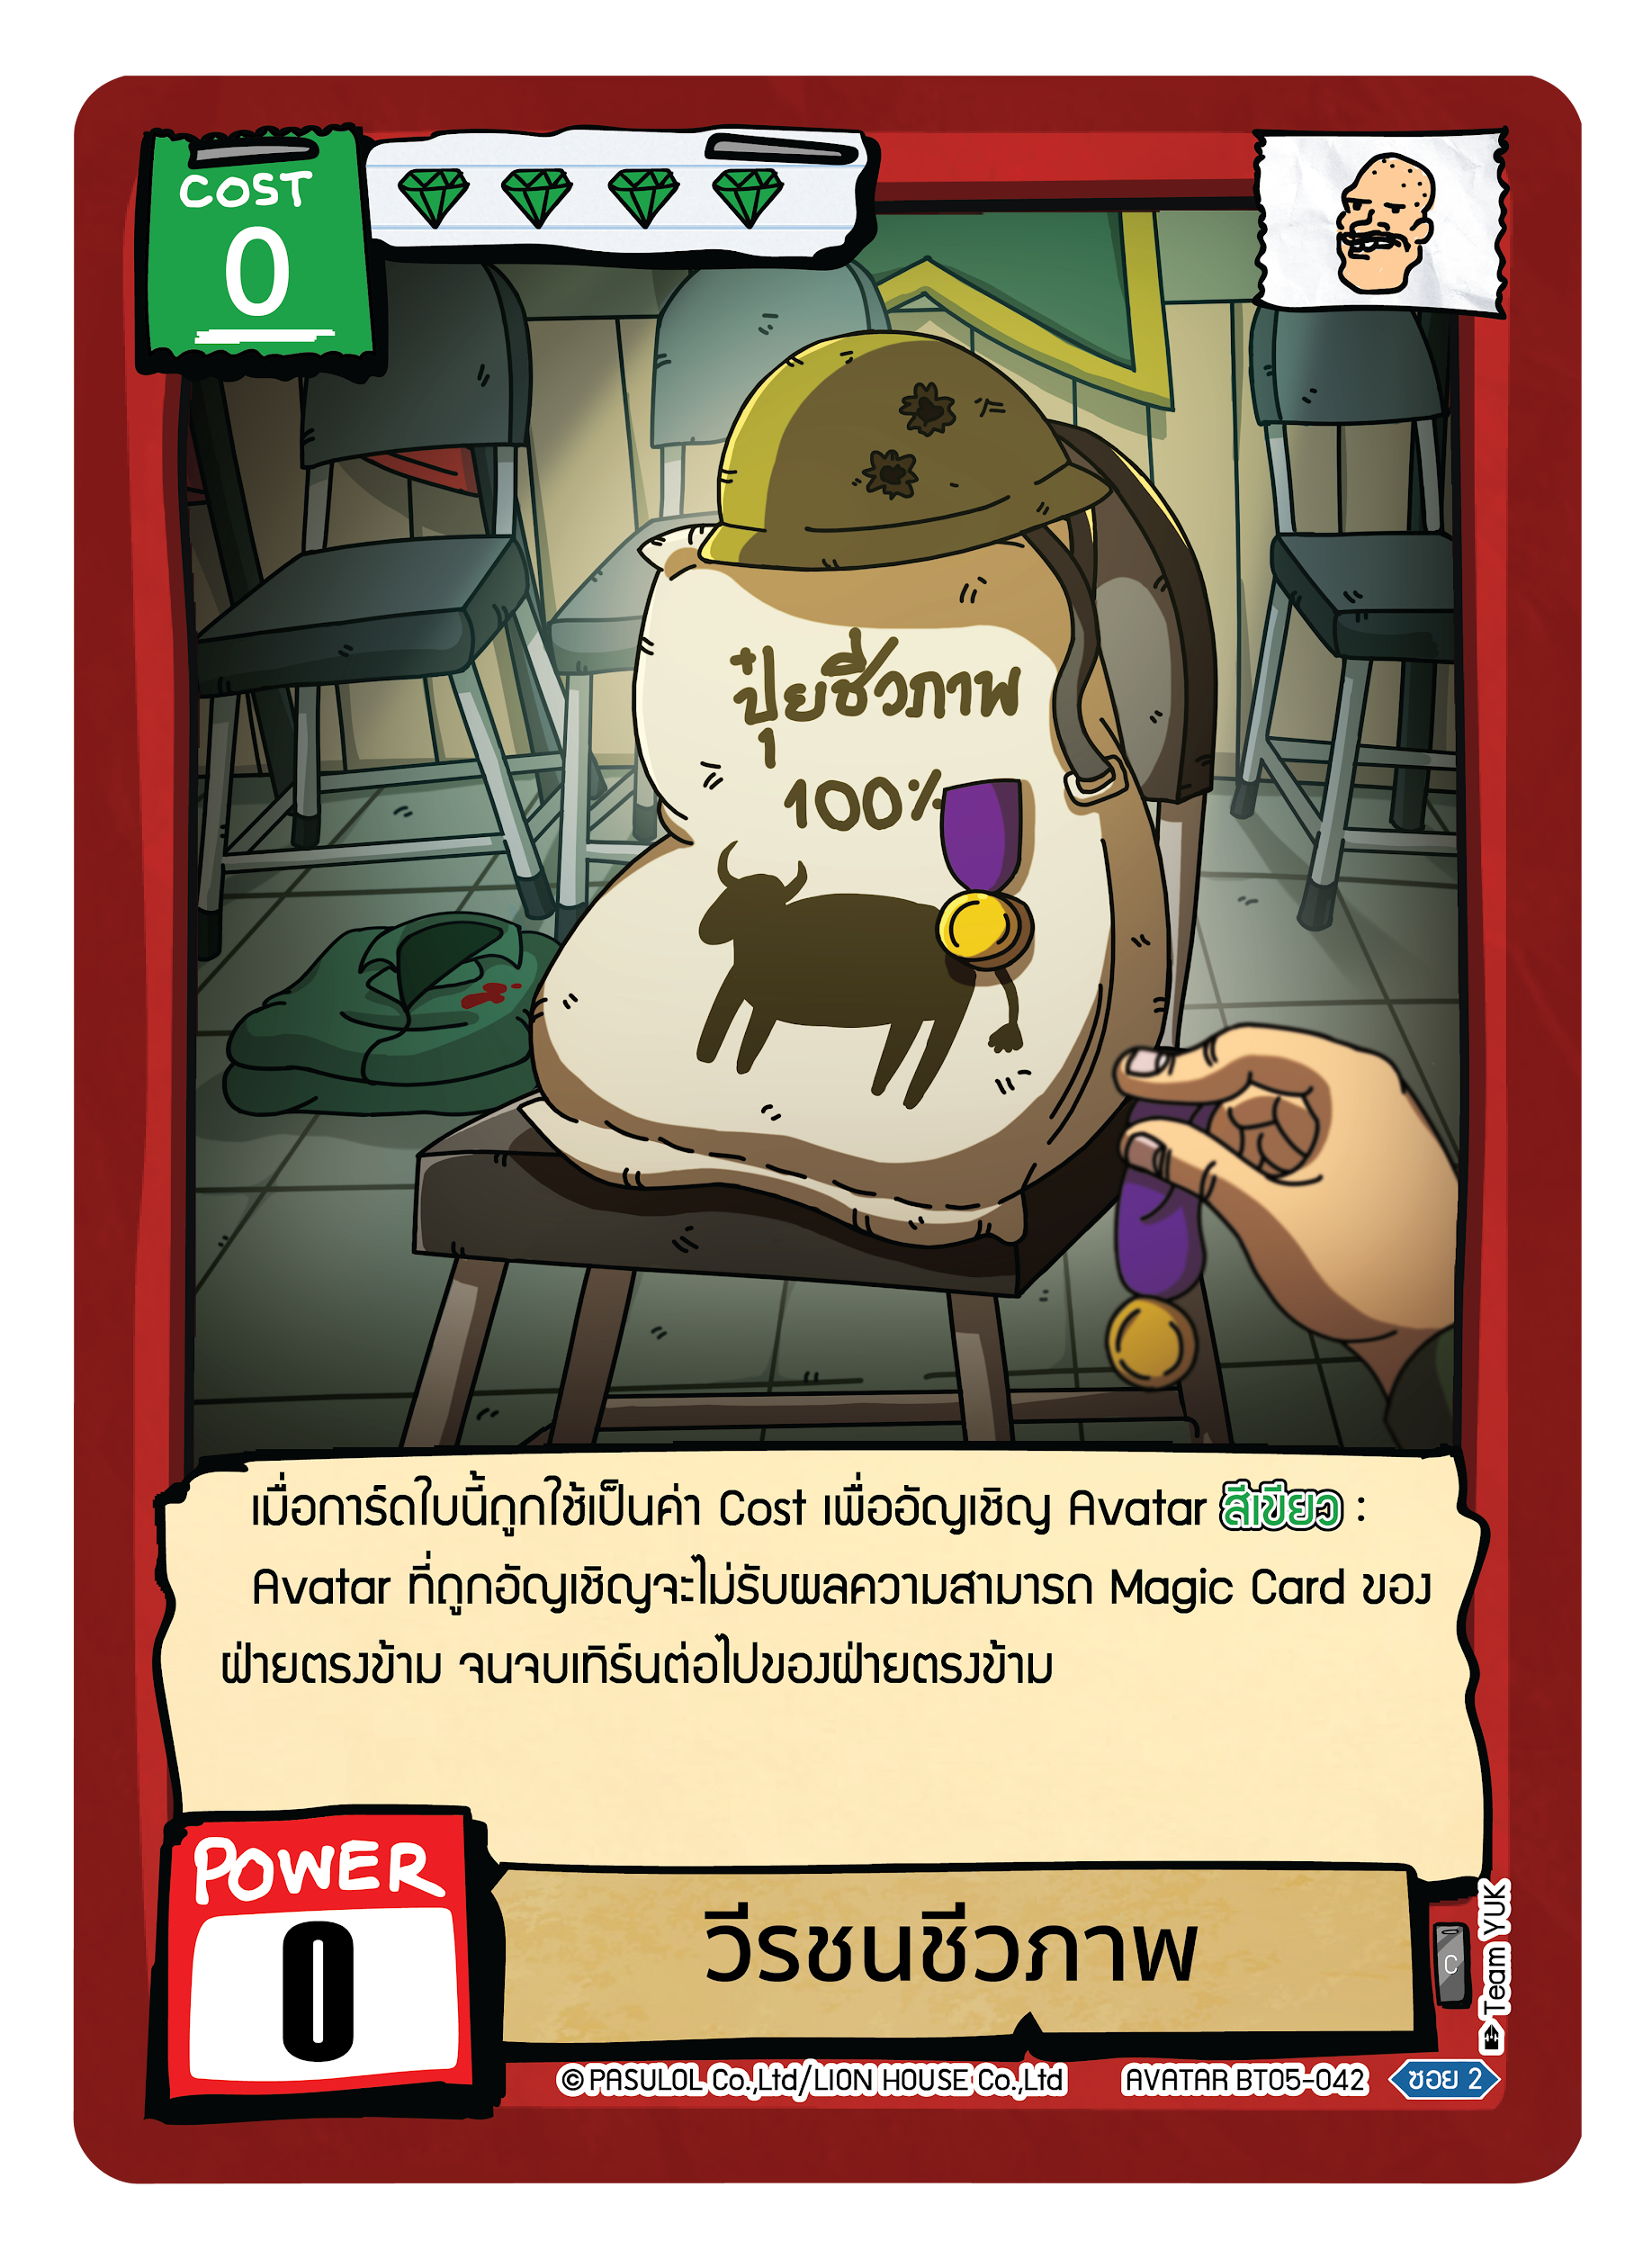 COST
0
ปุ๋ยชีวภาพ
100%
เมื่อการ์ดใบนี้ถูกใช้เป็นค่า Cost เพื่ออัญเชิญ Avatar สีเขียว :
Avatar ที่ถูกอัญเชิญจะไม่รับผลความสามารถ Magic Card ของ
ฝ่ายตรงข้าม จนจบเทิร์นต่อไปของฝ่ายตรงข้าม
POWER
0
วีรชนชีวภาพ
C
Team YUK
©PASULOL Co.,Ltd/LION HOUSE Co.,Ltd
AVATAR BT05-042
ซอย 2